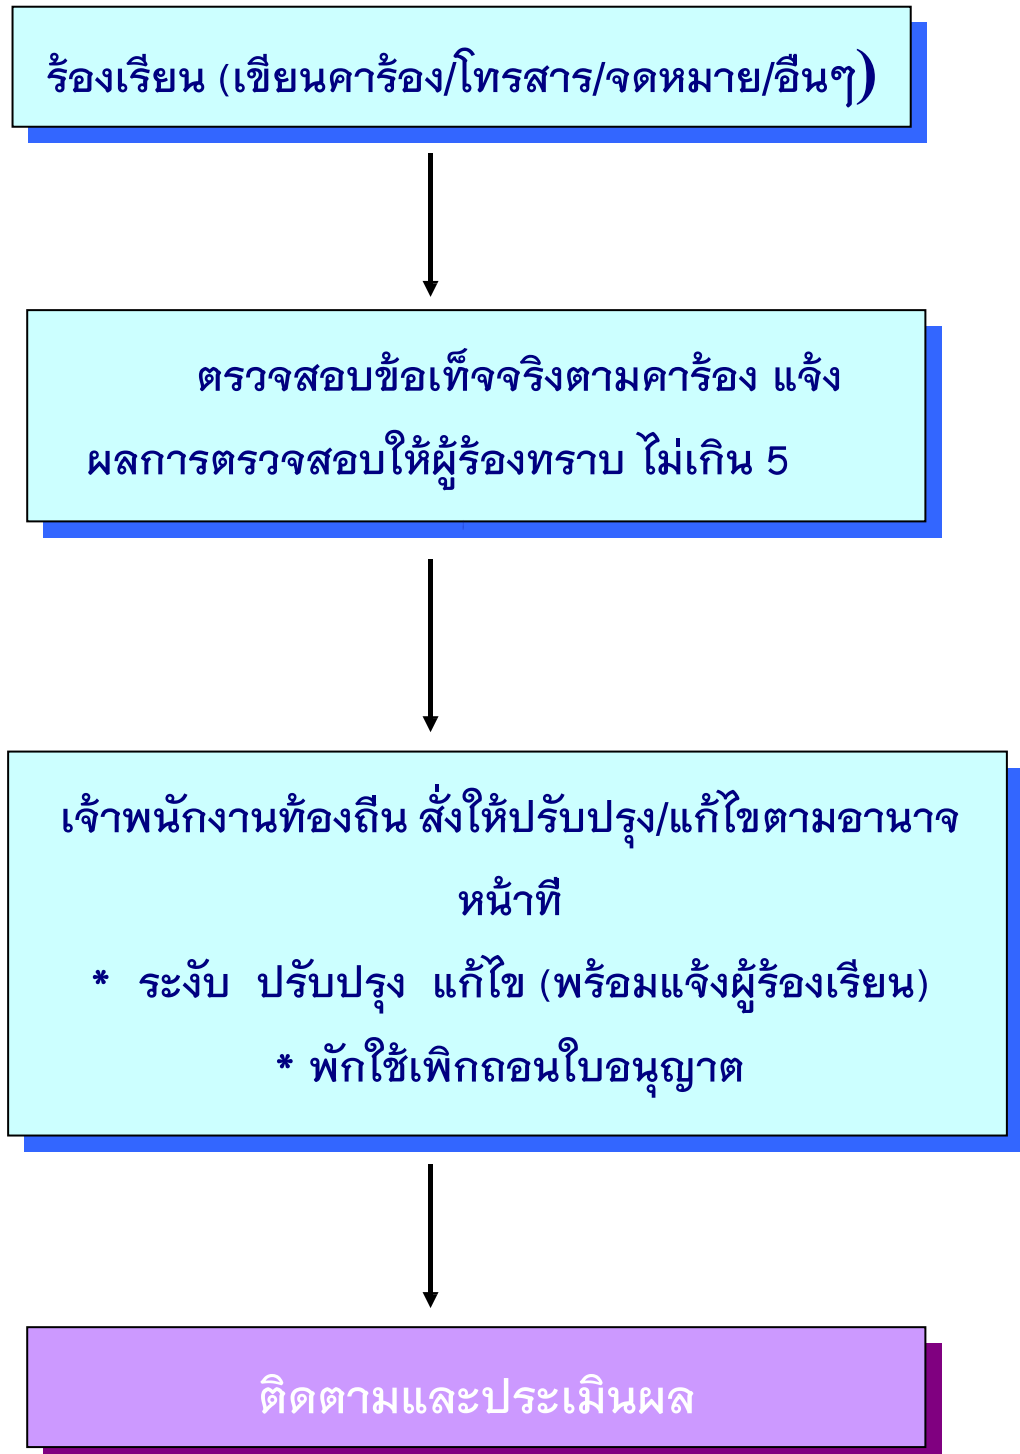 ร้องเรียน (เขียนคาร้อง/โทรสาร/จดหมาย/อืนๆ)
ตรวจสอบข้อเท็จจริงตามคาร้อง แจ้ง
ผลการตรวจสอบให้ผู้ร้องทราบ ไม่เกิน 5
เจ้าพนักงานท้องถืน สั่งให้ปรับปรุง/แก้ไขตามอานาจ
หน้าที
* ระงับ ปรับปรุง แก้ไข (พร้อมแจ้งผู้ร้องเรียน)
* พักใช้เพิกถอนใบอนุญาต
ติดตามและประเมินผล